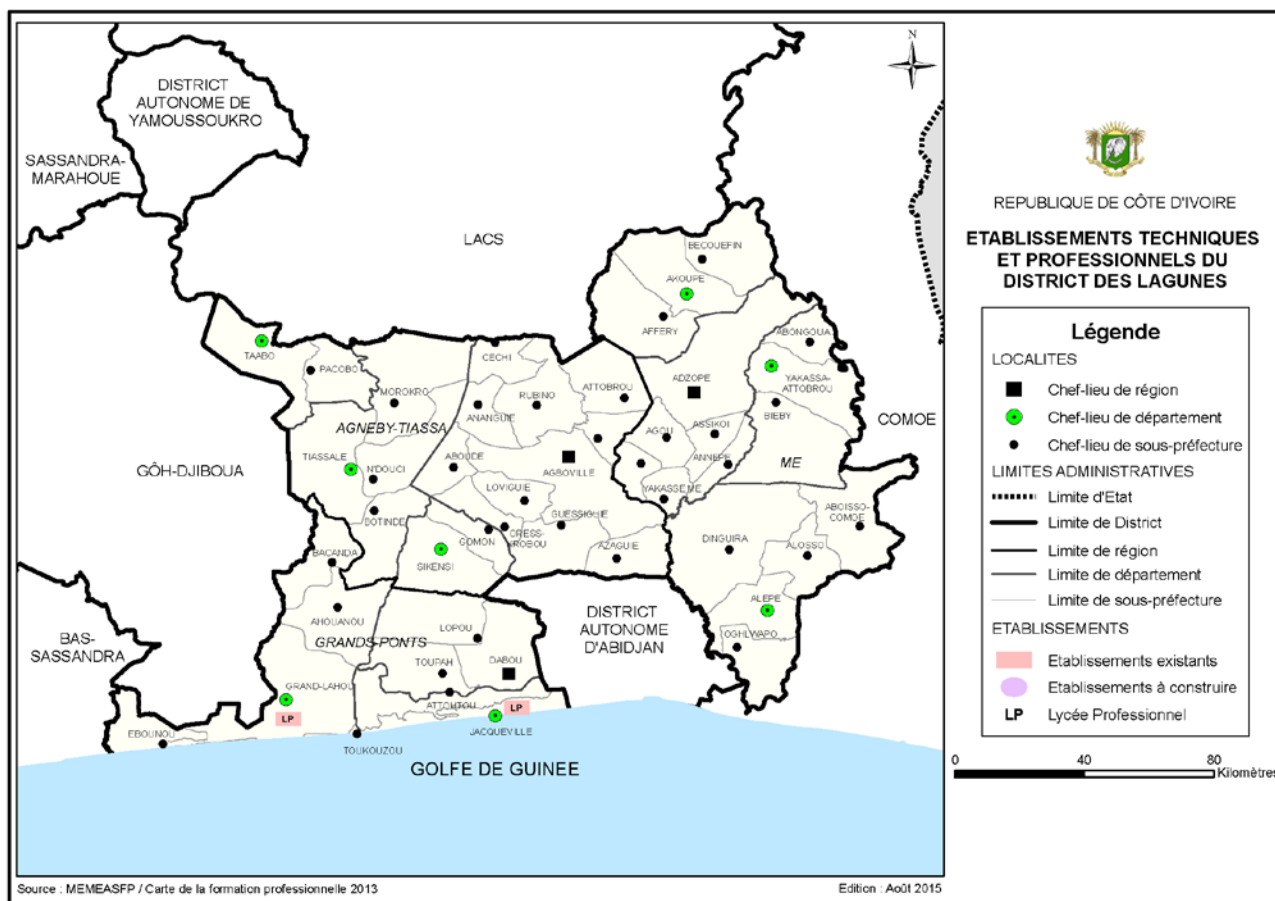 N
DISTRICT
AUTONOME DE
YAMOUSSOUKRO
SASSANDRA-
MARAHOUE
LACS
BECOUEFIN
AKOUPE
AFFERY
ABONGOUA
TAABO
PACOBO
CECHI
ATTOBROU
ADZOPE
YAKASSA-
ATTOBROU
MOROKRO
ANANGUIE
RUBINO
BIEBY
COMOE
AGNEBY-TIASSA
AGOU
ASSIKOI
TIASSALE
N'DOUCI
ABOUDE
AGBOVILLE
ANNEPE
ME
GÔH-DJIBOUA
LOVIGUIE
YAKASSE ME
BOTINDE
GUESSIGUIE
ABOISSO-
COMOE
GOMON
CRESS-
KROBOU
DINGUIRA
ALOSSO
BACANDA
SIKENSI
AZAGUIE
AHOUANOU
DISTRICT
AUTONOME
D'ABIDJAN
ALEPE
BAS-
SASSANDRA
GRANDS-PONTS
LOPOU
OGHLWAPO
TOUPAH
DABOU
GRAND-LAHOU
ATTOUTOU
LP
LP
EBOUNOU
JACQUEVILLE
TOUKOUZOU
GOLFE DE GUINEE
Source : MEMEASFP / Carte de la formation professionnelle 2013
Edition : Août 2015
REPUBLIQUE DE CÔTE D'IVOIRE
ETABLISSEMENTS TECHNIQUES
ET PROFESSIONNELS DU
DISTRICT DES LAGUNES
Légende
LOCALITES
Chef-lieu de région
Chef-lieu de département
Chef-lieu de sous-préfecture
LIMITES ADMINISTRATIVES
Limite d'Etat
Limite de District
Limite de région
Limite de département
Limite de sous-préfecture
ETABLISSEMENTS
Etablissements existants
Etablissements à construire
LP Lycée Professionnel
0 40 80
Kilomètres